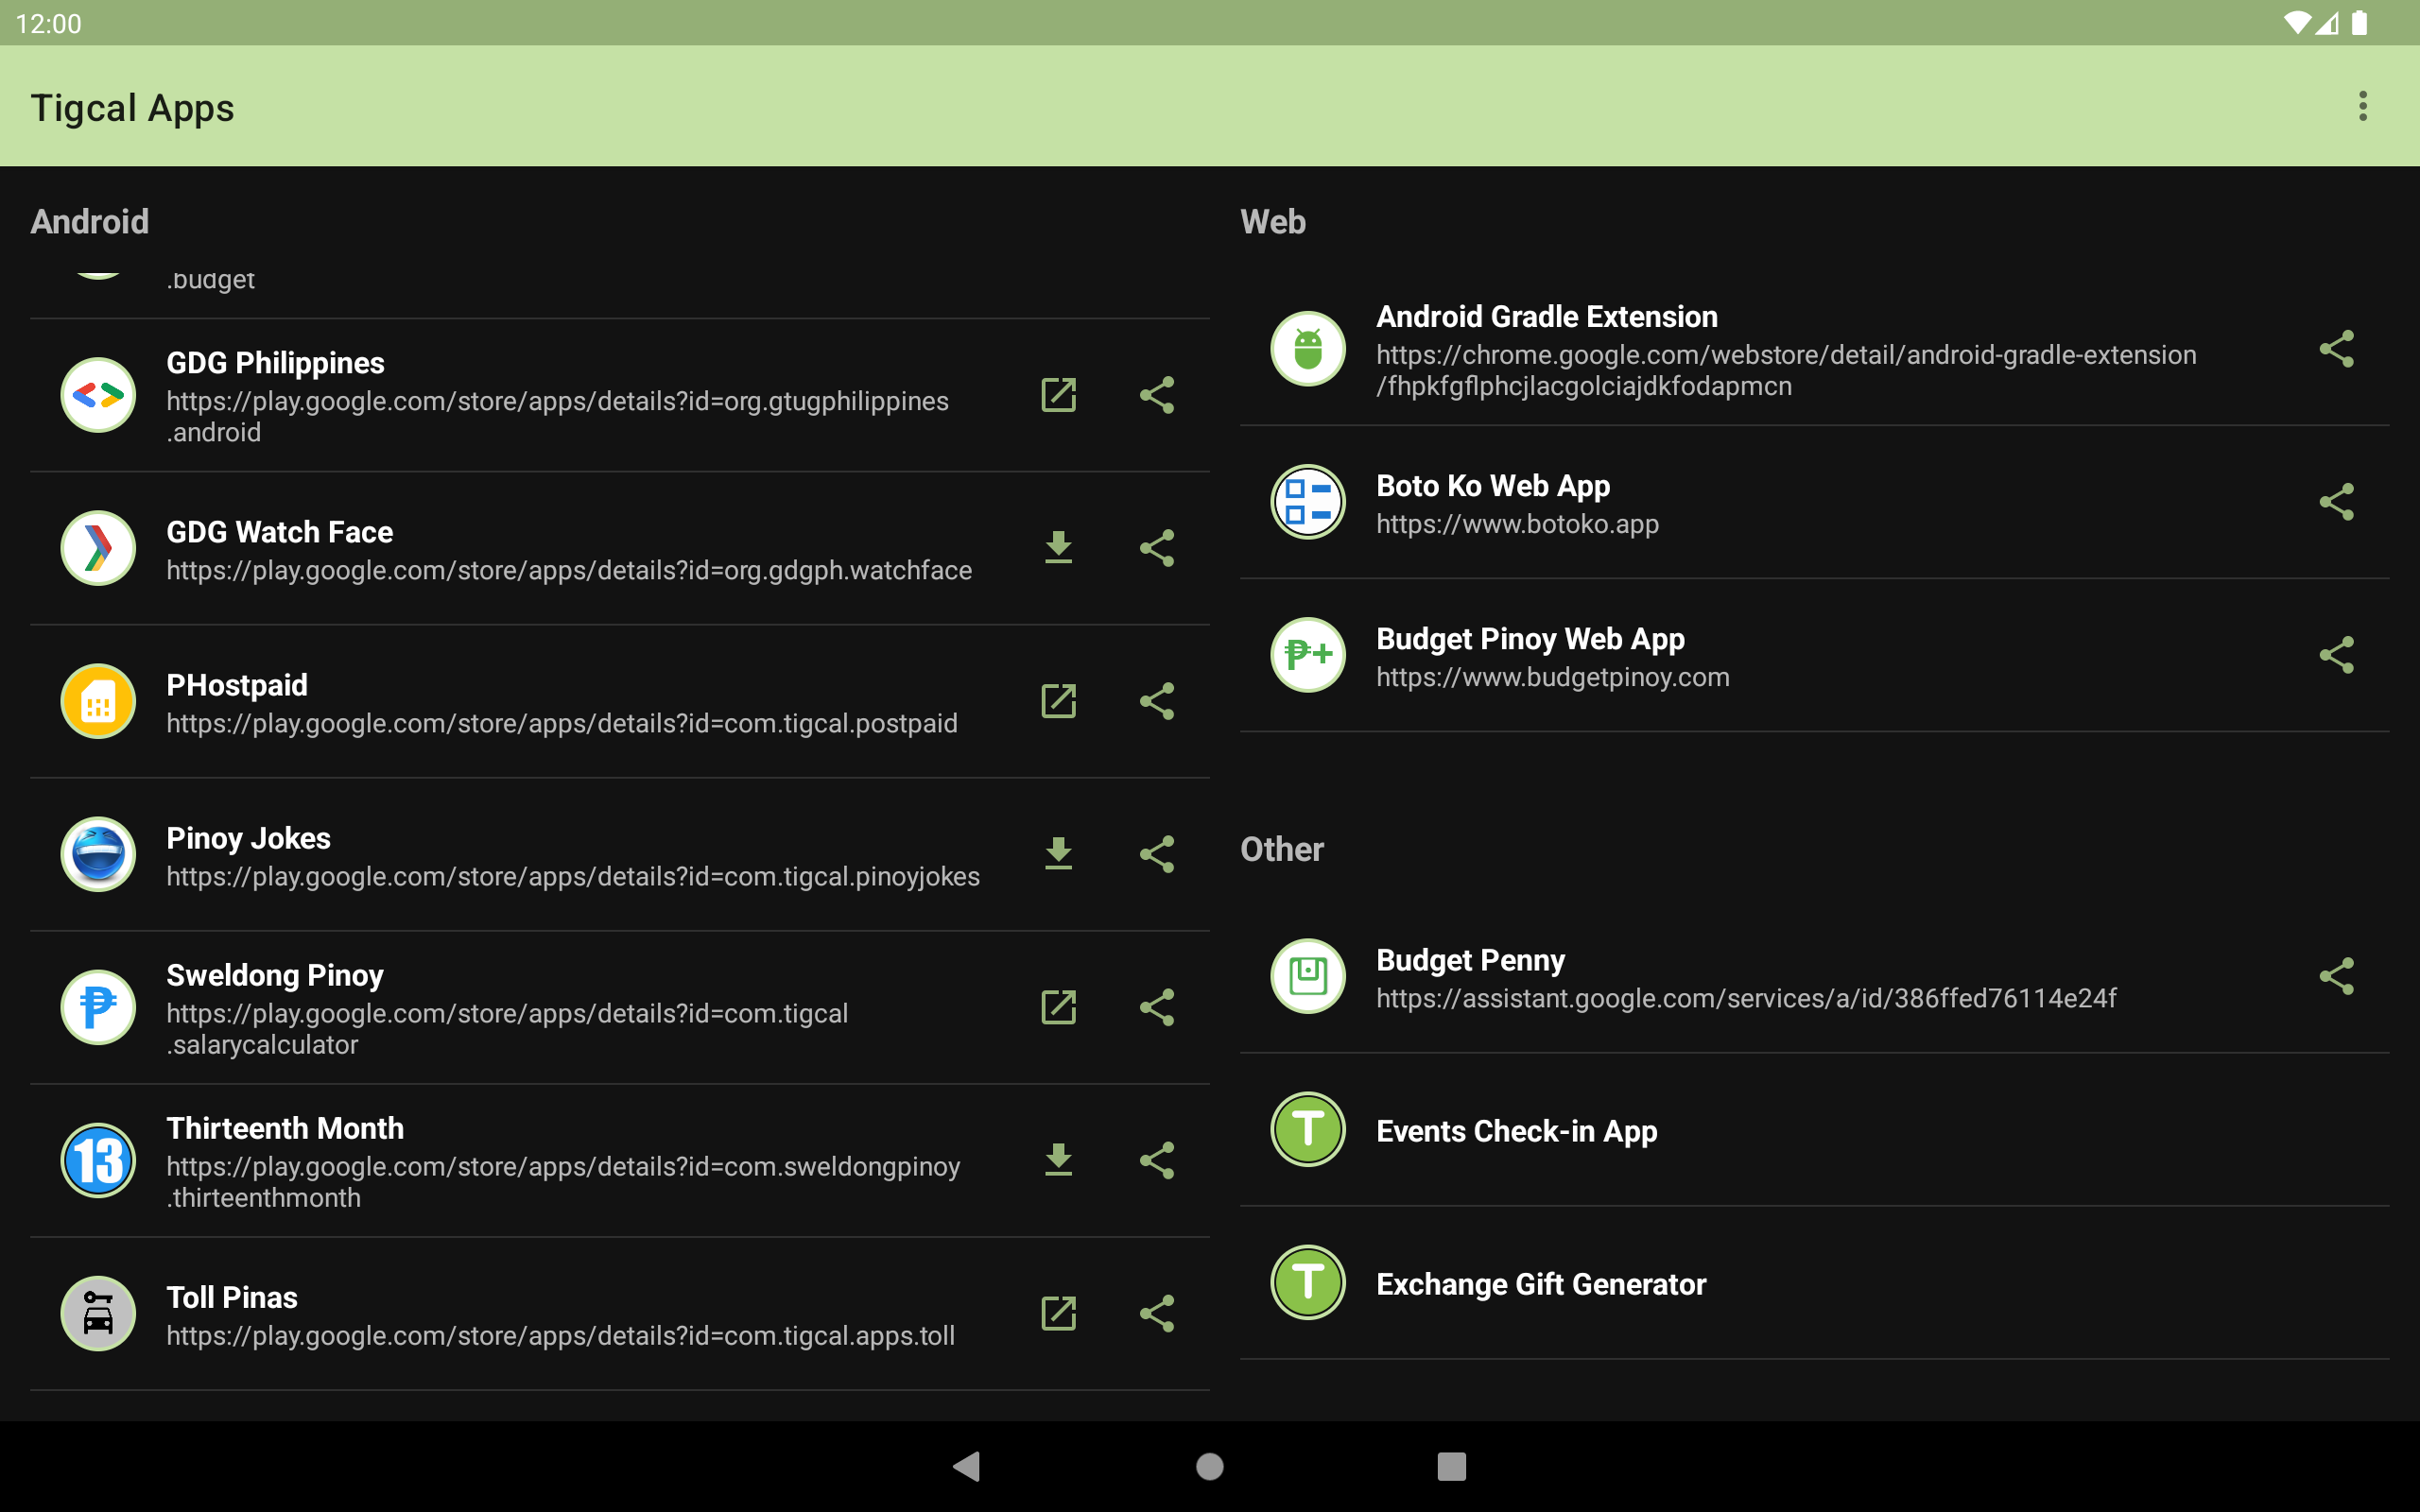 12:00
Tigcal Apps
Android
.budget
GDG Philippines
https://play.google.com/store/apps/details?id=org.gtugphilippines
.android
GDG Watch Face
https://play.google.com/store/apps/details?id=org.gdgph.watchface
PHostpaid
https://play.google.com/store/apps/details?id=com.tigcal.postpaid
Pinoy Jokes
https://play.google.com/store/apps/details?id=com.tigcal.pinoyjokes
₱
Sweldong Pinoy
https://play.google.com/store/apps/details?id=com.tigcal
.salarycalculator
13
Thirteenth Month
https://play.google.com/store/apps/details?id=com.sweldongpinoy
.thirteenthmonth
Toll Pinas
https://play.google.com/store/apps/details?id=com.tigcal.apps.toll
Web
Android Gradle Extension
https://chrome.google.com/webstore/detail/android-gradle-extension
/fhpkfgflphcjlacgolciajdkfodapmcn
Boto Ko Web App
https://www.botoko.app
₱+
Budget Pinoy Web App
https://www.budgetpinoy.com
Other
Budget Penny
https://assistant.google.com/services/a/id/386ffed76114e24f
T
Events Check-in App
T
Exchange Gift Generator